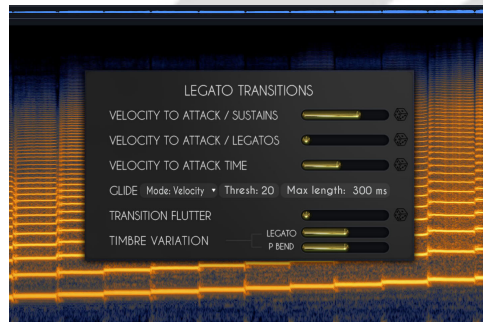 LEGATO TRANSITIONS
VELOCITY TO ATTACK / SUSTAINS
VELOCITY TO ATTACK / LEGATOS
VELOCITY TO ATTACK TIME
GLIDE Mode: Velocity Thresh: 20 Max length: 300 ms
TRANSITION FLUTTER
TIMBRE VARIATION
LEGATO
P BEND